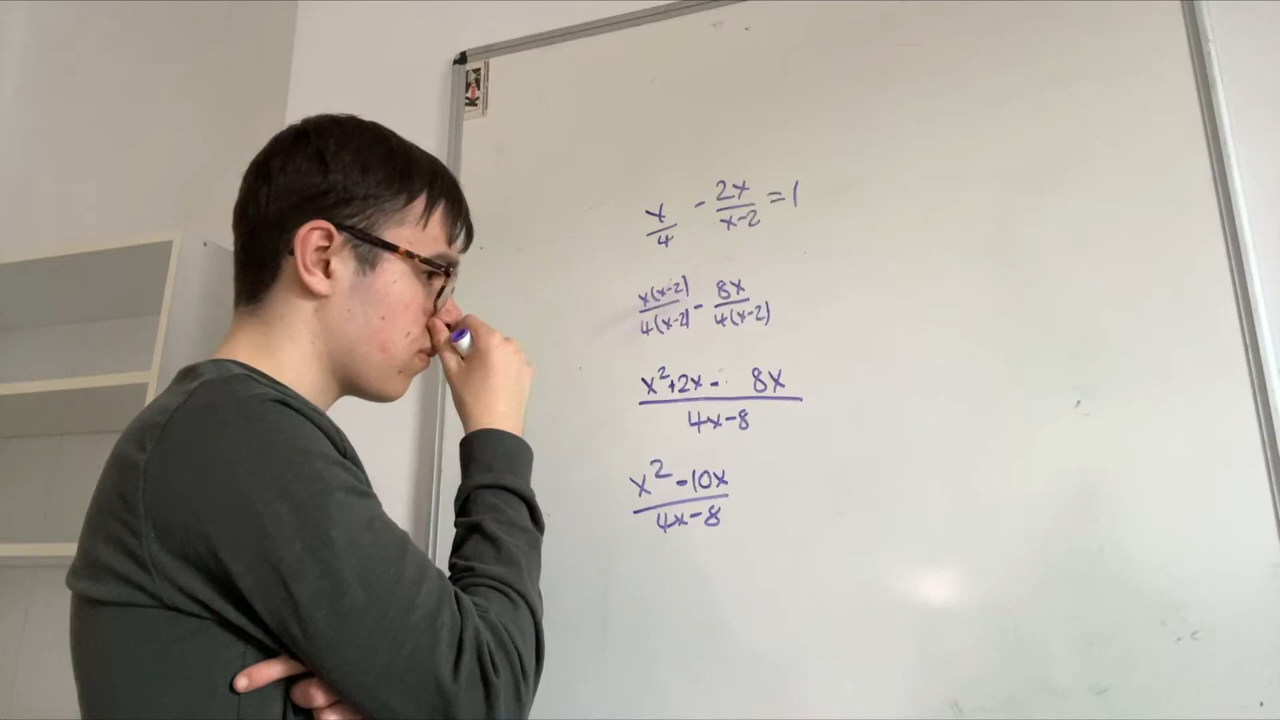 x/4 - 2x/x-2 = 1
x(x-2)/4(x-2) - 8x/4(x-2)
x²+2x - 8x/4x-8
x² - 10x/4x-8